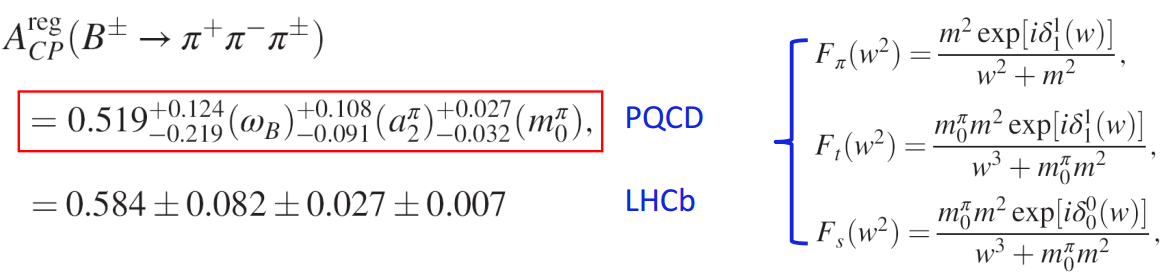 A_{CP}^{reg}(B^± → π^+π^−π^±)
= 0.519^{+0.124}_{−0.219}(ω_B)^{+0.108}_{−0.091}(a_2^π)^{+0.027}_{−0.032}(m_0^π), PQCD
= 0.584 ± 0.082 ± 0.027 ± 0.007 LHCb
F_π(w^2) = \frac{m^2 exp[iδ_1^1(w)]}{w^2 + m^2},
F_t(w^2) = \frac{m_0^π m^2 exp[iδ_1^1(w)]}{w^3 + m_0^π m^2},
F_s(w^2) = \frac{m_0^π m^2 exp[iδ_0^0(w)]}{w^3 + m_0^π m^2},